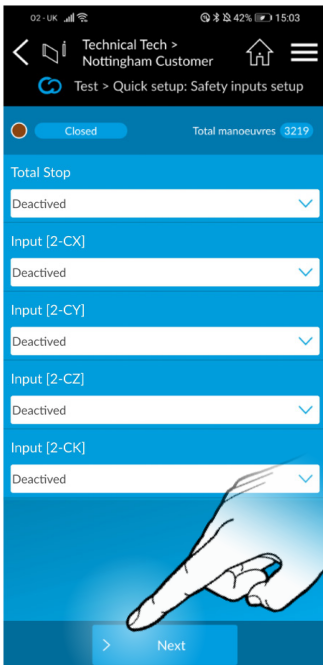 02-UK 42% 15:03
Technical Tech >
Nottingham Customer
Test > Quick setup: Safety inputs setup
Closed Total manoeuvres 3219
Total Stop
Deactived
Input [2-CX]
Deactived
Input [2-CY]
Deactived
Input [2-CZ]
Deactived
Input [2-CK]
Deactived
> Next